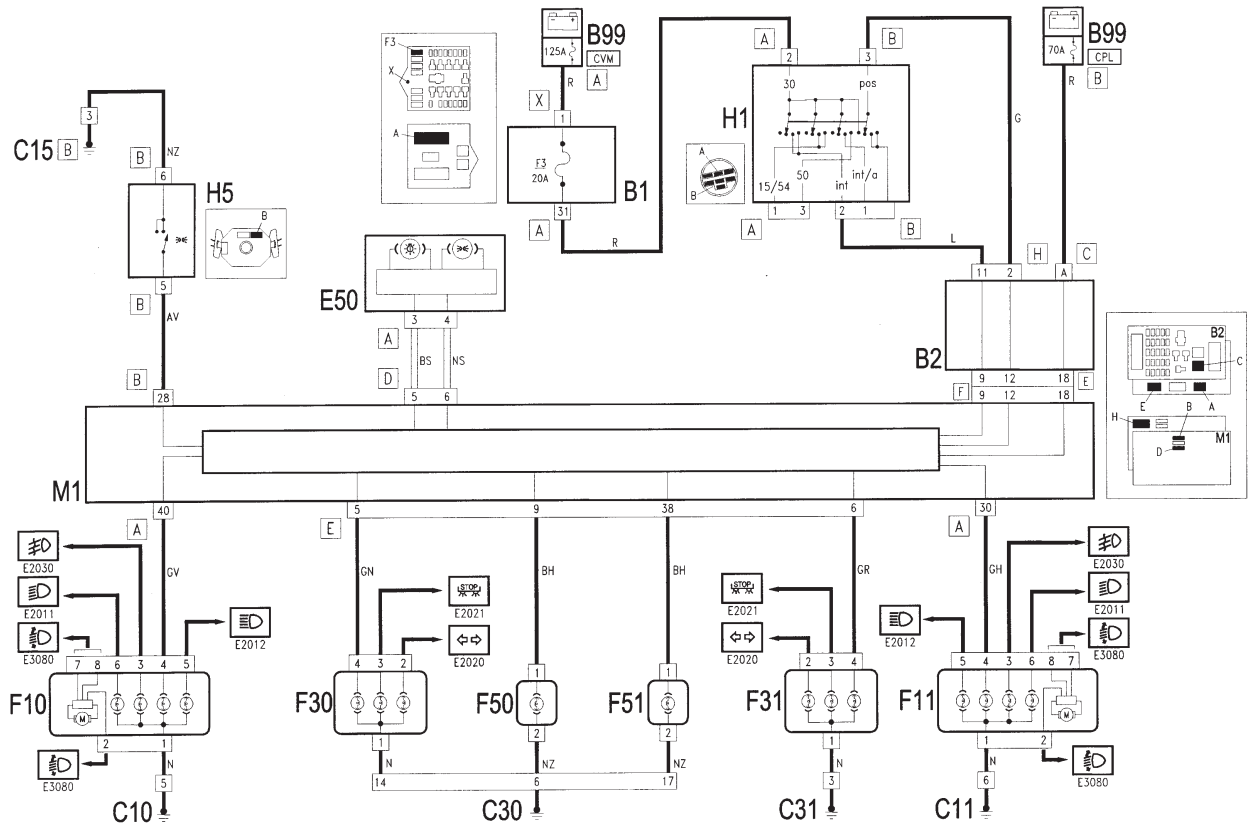 B99
125A
CVM
R
A
X
1
F3
20A
B1
31
A
R
F3
X
A
B99
70A
CPL
R
B
A
B
2
3
30
pos
H1
G
A
B
15/54
50
int
int/a
1
3
2
1
A
B
L
H
C
11
2
A
B2
9
12
18
F
E
9
12
18
B2
C
E
B
A
H
M1
D
3
C15
B
B
NZ
6
H5
B
5
B
AV
B
28
E50
3
4
A
BS
NS
D
5
6
M1
40
5
9
38
6
30
A
E
A
GV
GN
BH
BH
GR
GH
E2030
E2011
E3080
E2012
7
8
6
3
4
5
F10
M
2
1
E3080
N
5
C10
STOP
E2021
E2020
4
3
2
F30
1
N
14
1
F50
2
NZ
6
C30
1
F51
2
NZ
17
STOP
E2021
E2020
2
3
4
F31
1
N
3
C31
E2012
E2030
E2011
E3080
5
4
3
6
8
7
F11
M
1
2
N
6
C11
E3080